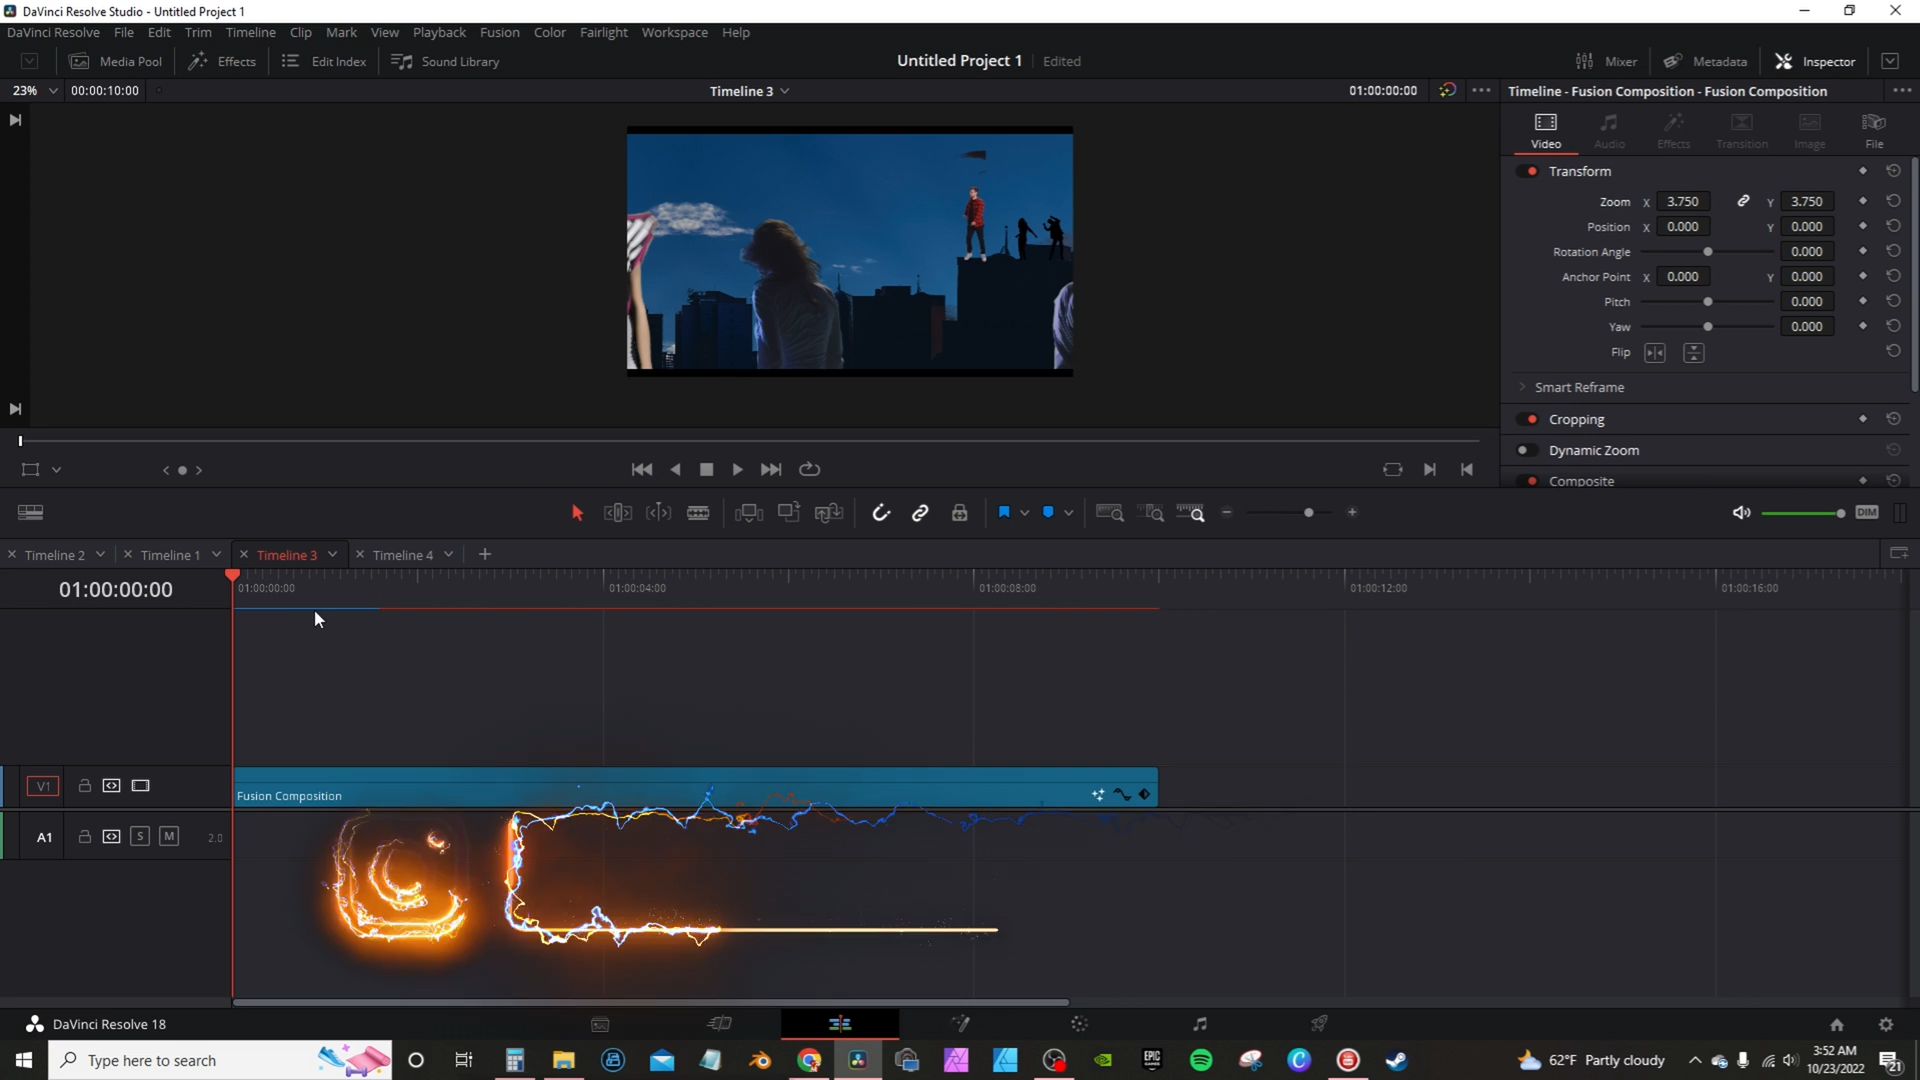 DaVinci Resolve Studio - Untitled Project 1
DaVinci Resolve File Edit Trim Timeline Clip Mark View Playback Fusion Color Fairlight Workspace Help
Media Pool Effects Edit Index Sound Library Untitled Project 1 Edited Mixer Metadata Inspector
23% 00:00:10:00 Timeline 3 01:00:00:00 Timeline - Fusion Composition - Fusion Composition
Video Audio Effects Transition Image File
Transform
Zoom X 3.750 Y 3.750
Position X 0.000 Y 0.000
Rotation Angle 0.000
Anchor Point X 0.000 Y 0.000
Pitch 0.000
Yaw 0.000
Flip
Smart Reframe
Cropping
Dynamic Zoom
Composite
DIM
Timeline 2 Timeline 1 Timeline 3 Timeline 4
01:00:00:00 01:00:00:00 01:00:04:00 01:00:08:00 01:00:12:00 01:00:16:00
V1
Fusion Composition
A1 S M 2.0
DaVinci Resolve 18
Type here to search
EPIC GAMES
62°F Partly cloudy
3:52 AM
10/23/2022
21